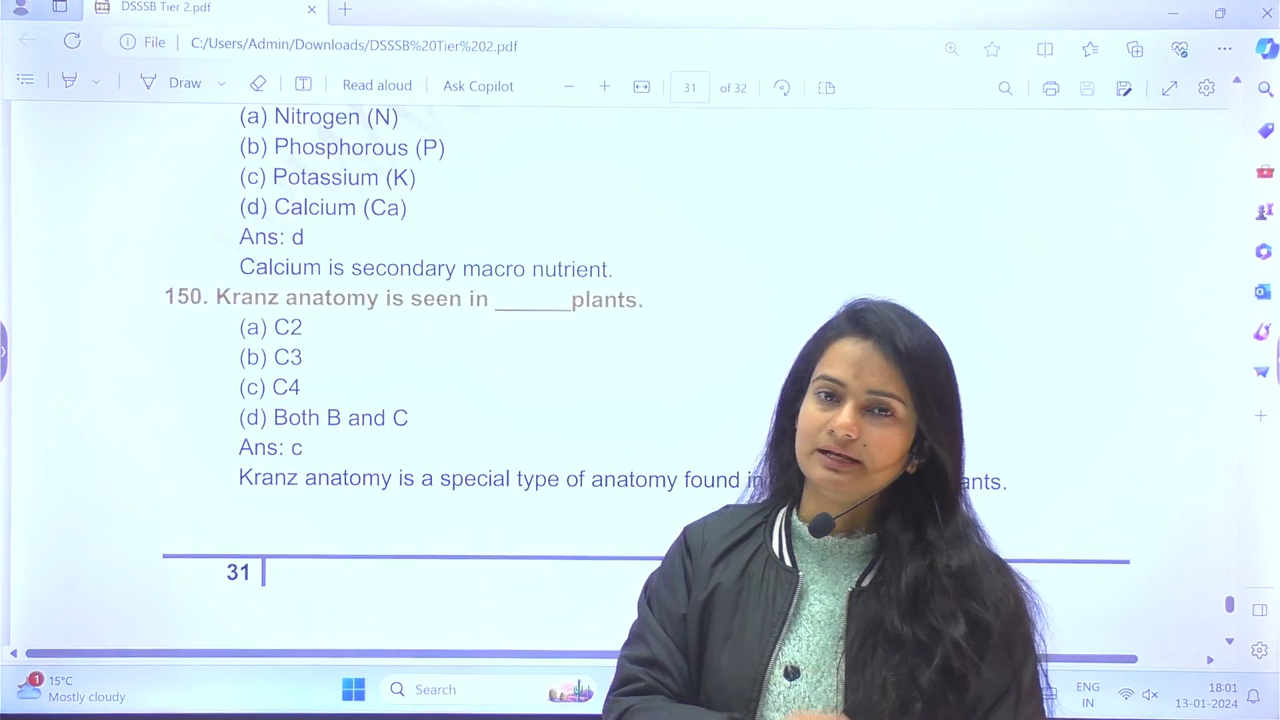 DSSSB Tier 2.pdf
File
C:/Users/Admin/Downloads/DSSSB%20Tier%202.pdf
Draw
Read aloud
Ask Copilot
31
of 32
(a) Nitrogen (N)
(b) Phosphorous (P)
(c) Potassium (K)
(d) Calcium (Ca)
Ans: d
Calcium is secondary macro nutrient.
150. Kranz anatomy is seen in ______plants.
(a) C2
(b) C3
(c) C4
(d) Both B and C
Ans: c
Kranz anatomy is a special type of anatomy found in
31
1
15°C
Mostly cloudy
Search
ENG
IN
18:01
13-01-2024